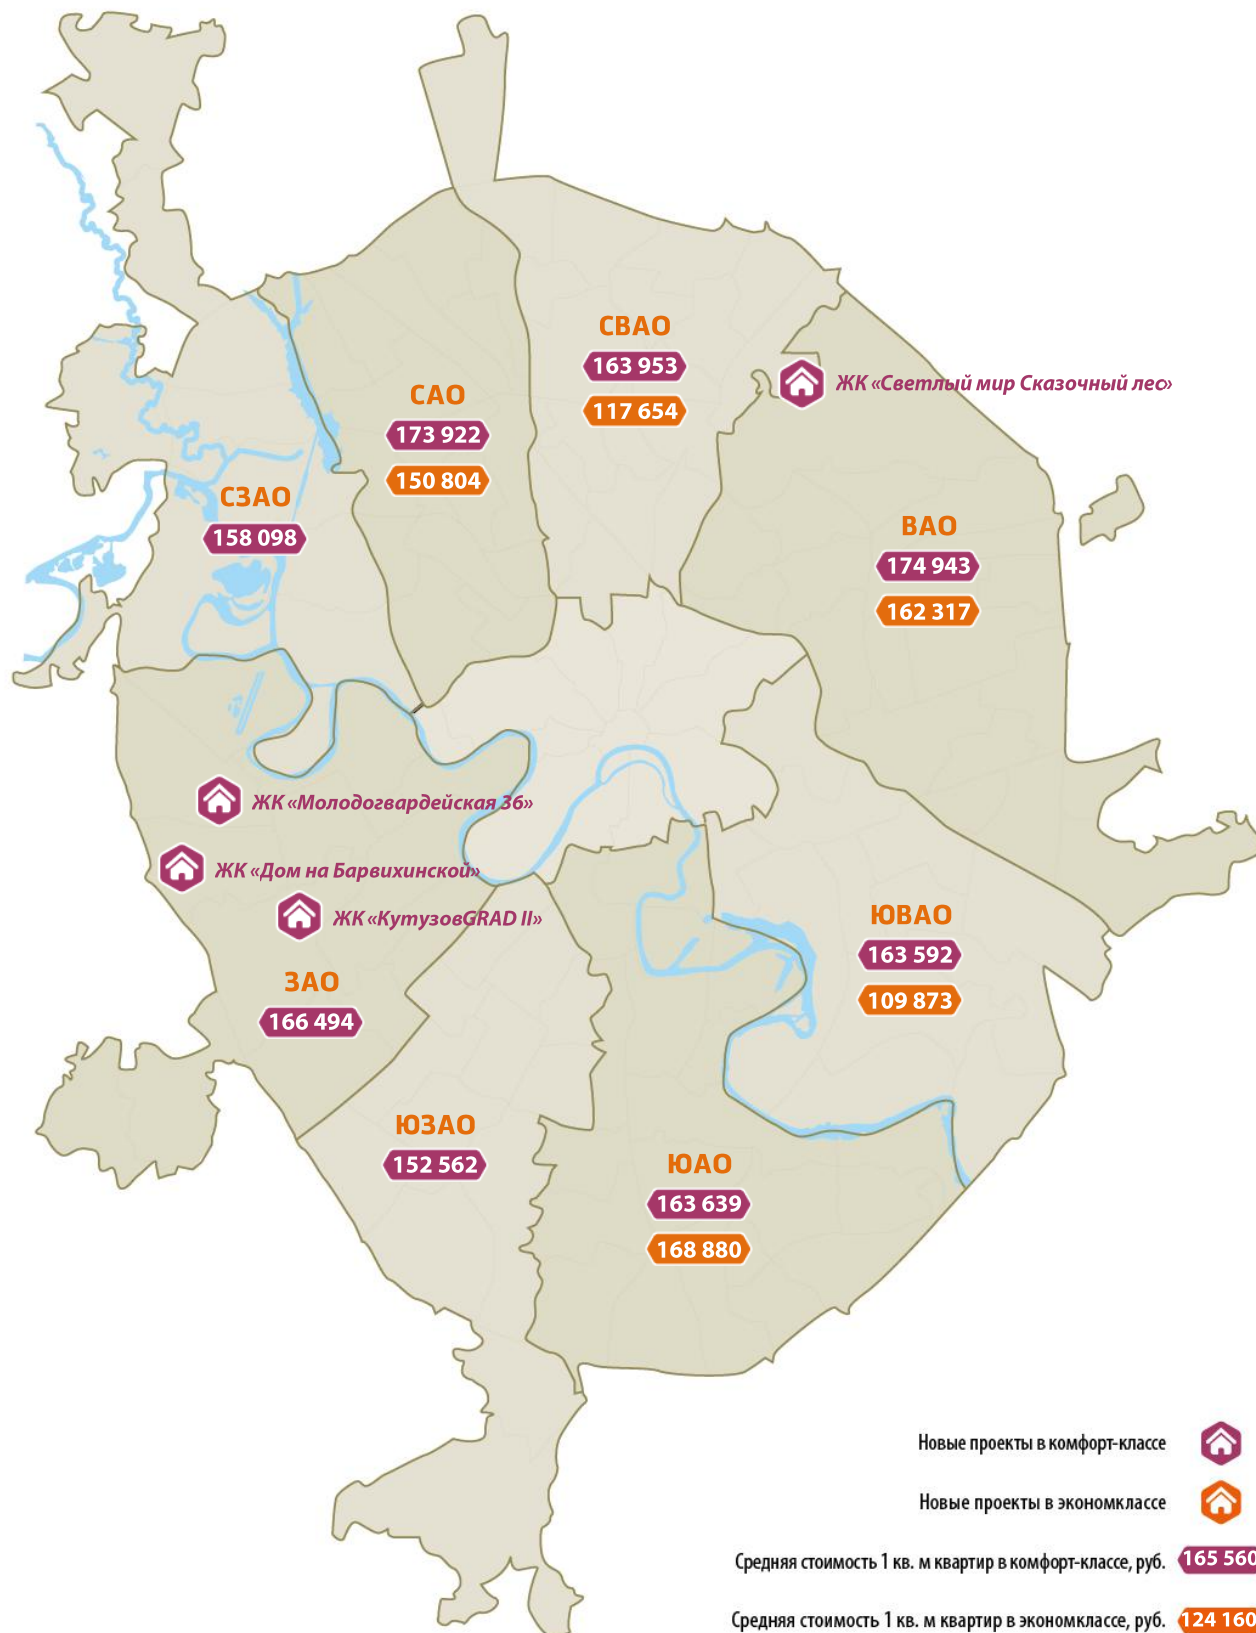 СВАО
163 953
117 654
ЖК «Светлый мир Сказочный лес»
САО
173 922
150 804
СЗАО
158 098
ВАО
174 943
162 317
ЖК «Молодогвардейская 36»
ЖК «Дом на Барвихинской»
ЖК «КутузовGRAD II»
ЗАО
166 494
ЮВАО
163 592
109 873
ЮЗАО
152 562
ЮАО
163 639
168 880
Новые проекты в комфорт-классе
Новые проекты в экономклассе
Средняя стоимость 1 кв. м квартир в комфорт-классе, руб. 165 560
Средняя стоимость 1 кв. м квартир в экономклассе, руб. 124 160